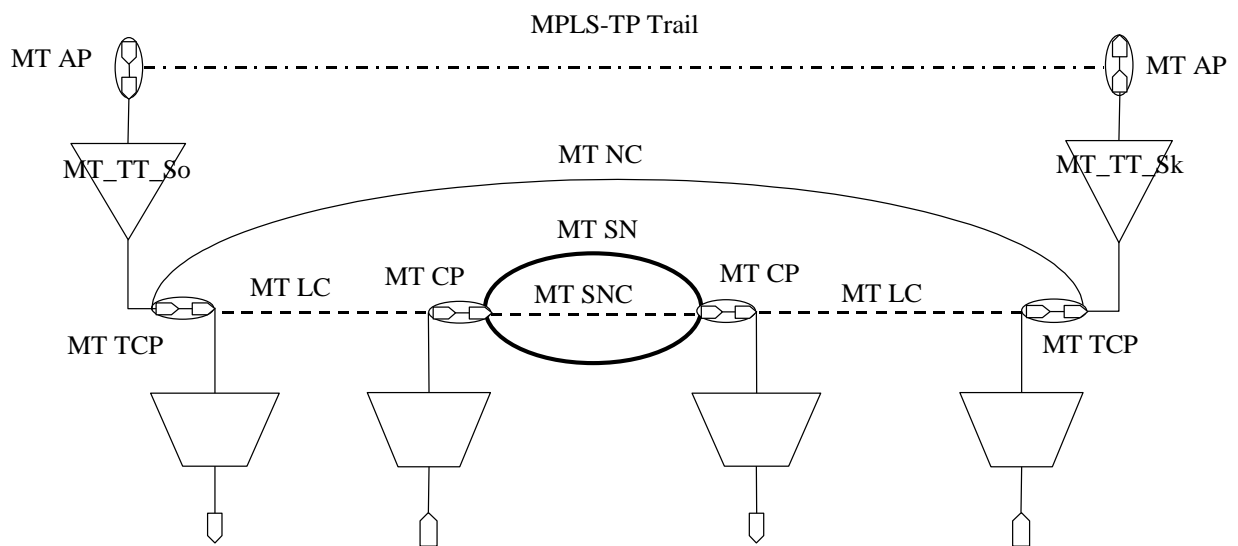 MPLS-TP Trail
MT AP
MT AP
MT_TT_So
MT NC
MT_TT_Sk
MT SN
MT CP
MT CP
MT LC
MT SNC
MT LC
MT TCP
MT TCP